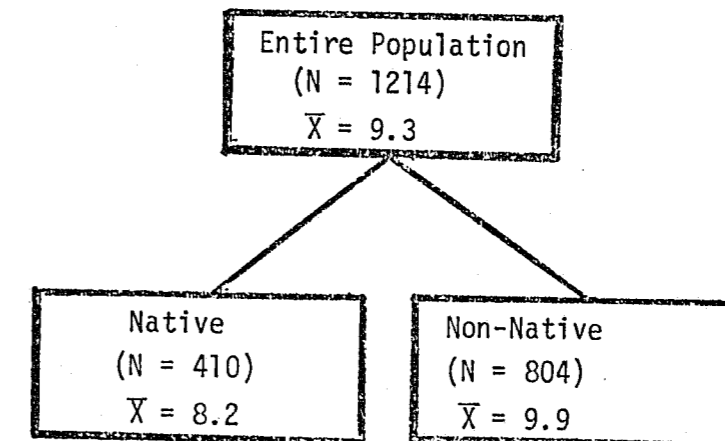 Entire Population
(N = 1214)
X̅ = 9.3
Native
(N = 410)
X̅ = 8.2
Non-Native
(N = 804)
X̅ = 9.9